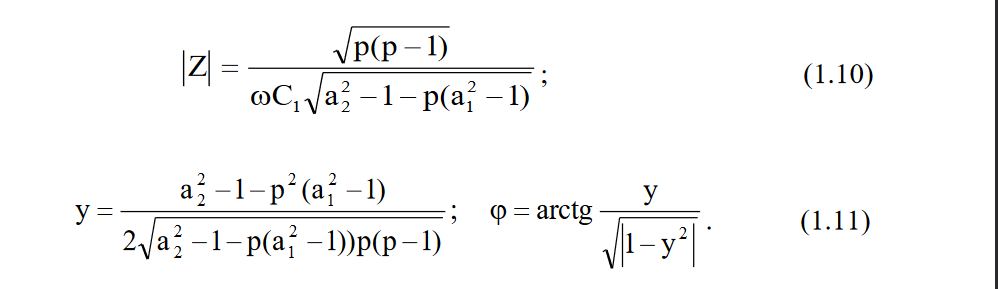 |Z| = √(p(p − 1)) / (ωC₁√(a₂² − 1 − p(a₁² − 1))) ; (1.10)
y = (a₂² − 1 − p²(a₁² − 1)) / (2√(a₂² − 1 − p(a₁² − 1))p(p − 1))) ; φ = arctg y / √|1 − y²| . (1.11)